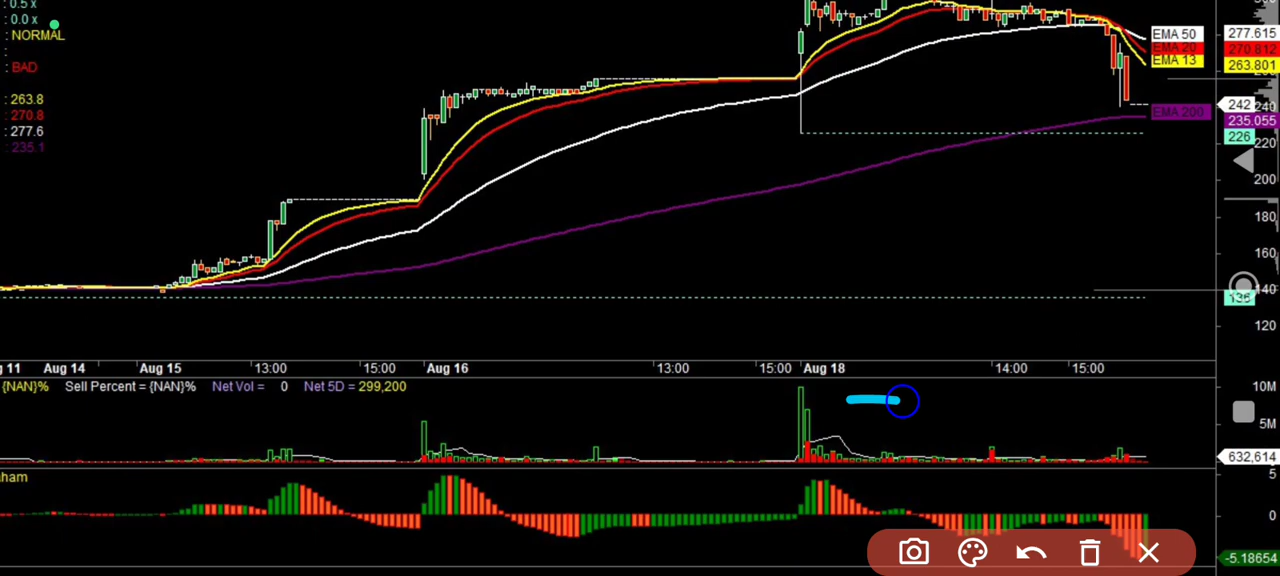 : 0.5 x
: 0.0 x
: NORMAL
:
: BAD
: 263.8
: 270.8
: 277.6
: 235.1
EMA 50 277.615
EMA 20 270.812
EMA 13 263.801
242 240
EMA 200 235.055
226
220
200
180
160
140
136
120
11 Aug 14 Aug 15 13:00 15:00 Aug 16 13:00 15:00 Aug 18 14:00 15:00
{NAN}% Sell Percent = {NAN}% Net Vol = 0 Net 5D = 299,200
10M
5M
632,614
ham
5
0
-5.18654